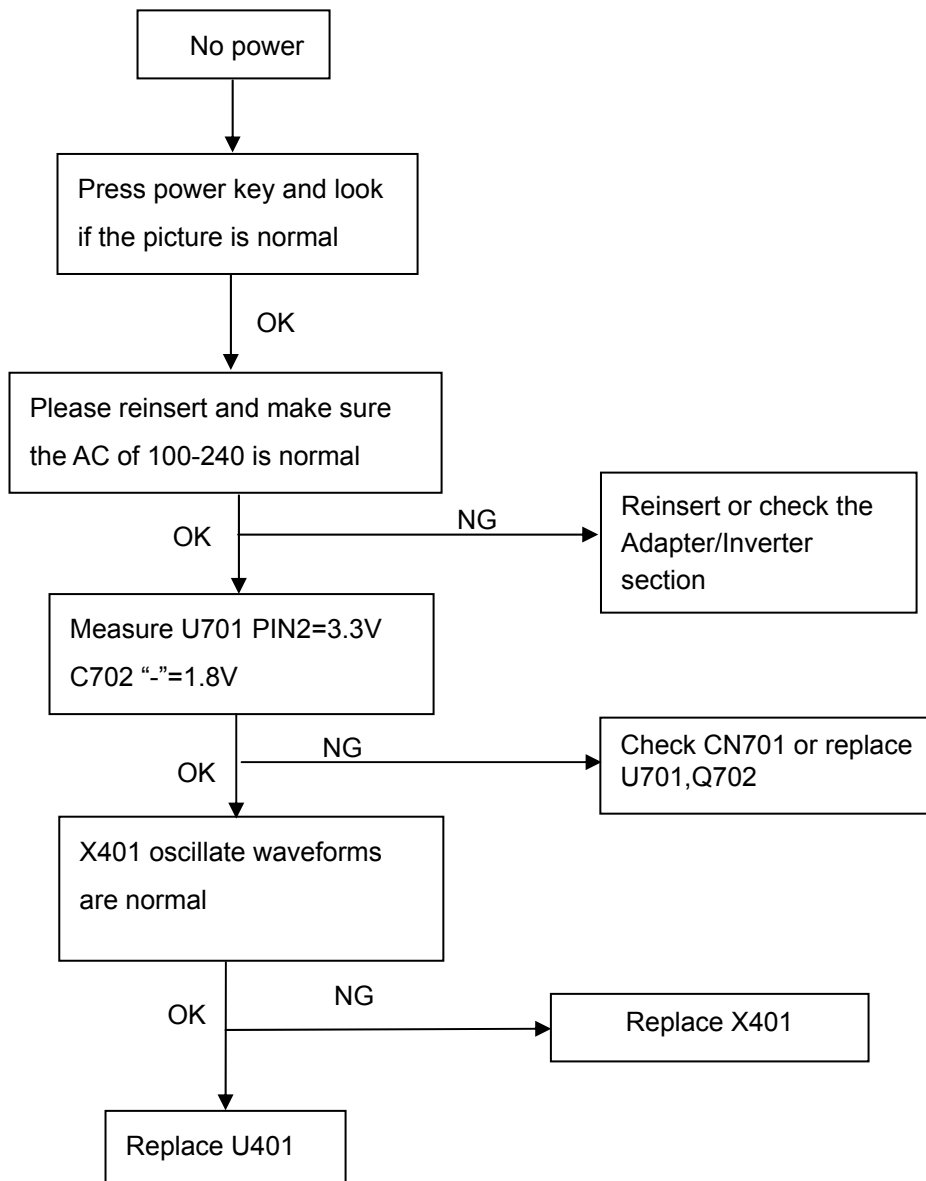 No power
Press power key and look
if the picture is normal
OK
Please reinsert and make sure
the AC of 100-240 is normal
OK
NG
Reinsert or check the
Adapter/Inverter
section
Measure U701 PIN2=3.3V
C702 “-”=1.8V
OK
NG
Check CN701 or replace
U701,Q702
X401 oscillate waveforms
are normal
OK
NG
Replace X401
Replace U401